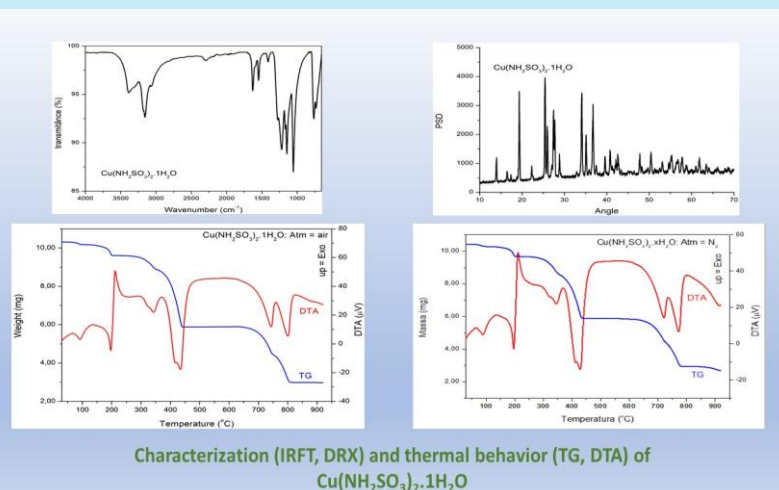 100
95
90
85
transmitânce (%)
Cu(NH₂SO₃)₂.1H₂O
4000 3500 3000 2500 2000 1500 1000
Wavenumber (cm⁻¹)
5000
4000
3000
2000
1000
0
PSD
Cu(NH₂SO₃)₂.1H₂O
10 20 30 40 50 60 70
Angle
10,00
8,00
6,00
4,00
2,00
Weight (mg)
Cu(NH₂SO₃)₂.1H₂O: Atm = air
DTA
TG
80
60
40
20
0
-20
-40
up = Exo
DTA (µV)
100 200 300 400 500 600 700 800 900
Temperature (°C)
10,00
8,00
6,00
4,00
2,00
Massa (mg)
Cu(NH₂SO₃)₂.xH₂O: Atm = N₂
DTA
TG
60
40
20
0
-20
up = Exo
DTA (µV)
100 200 300 400 500 600 700 800 900
Temperatura (°C)
Characterization (IRFT, DRX) and thermal behavior (TG, DTA) of
Cu(NH₂SO₃)₂.1H₂O